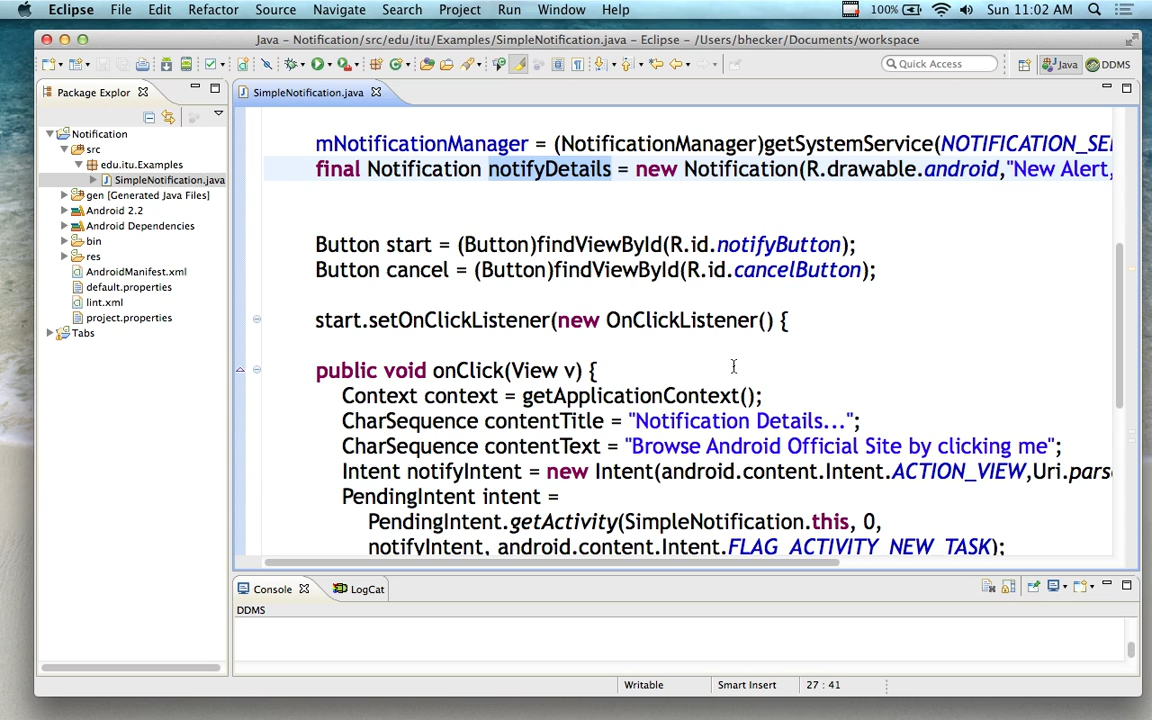 Eclipse File Edit Refactor Source Navigate Search Project Run Window Help 100% Sun 11:02 AM
Java – Notification/src/edu/itu/Examples/SimpleNotification.java – Eclipse – /Users/bhecker/Documents/workspace
Quick Access Java DDMS
Package Explor
SimpleNotification.java
Notification
src
edu.itu.Examples
SimpleNotification.java
gen [Generated Java Files]
Android 2.2
Android Dependencies
bin
res
AndroidManifest.xml
default.properties
lint.xml
project.properties
Tabs
mNotificationManager = (NotificationManager)getSystemService(NOTIFICATION_SE
final Notification notifyDetails = new Notification(R.drawable.android,"New Alert,
Button start = (Button)findViewById(R.id.notifyButton);
Button cancel = (Button)findViewById(R.id.cancelButton);
start.setOnClickListener(new OnClickListener() {
public void onClick(View v) {
Context context = getApplicationContext();
CharSequence contentTitle = "Notification Details...";
CharSequence contentText = "Browse Android Official Site by clicking me";
Intent notifyIntent = new Intent(android.content.Intent.ACTION_VIEW,Uri.pars
PendingIntent intent =
PendingIntent.getActivity(SimpleNotification.this, 0,
notifyIntent, android.content.Intent.FLAG_ACTIVITY_NEW_TASK);
Console LogCat
DDMS
Writable Smart Insert 27 : 41